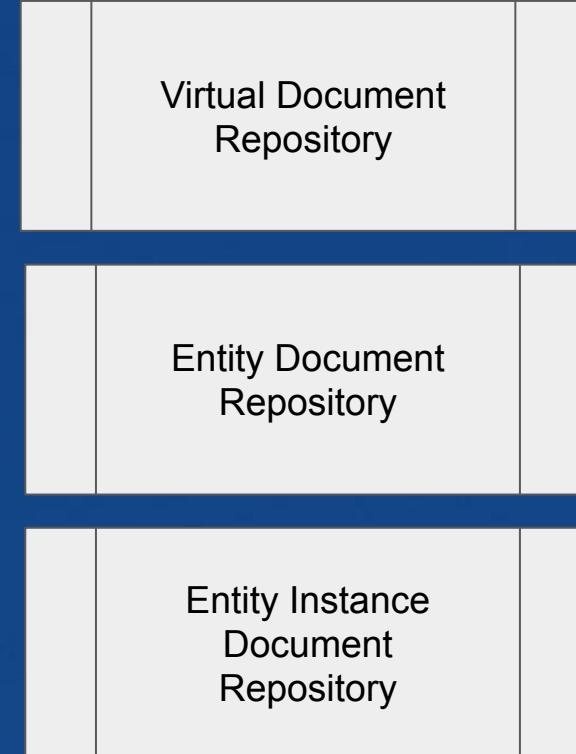 Virtual Document
Repository
Entity Document
Repository
Entity Instance
Document
Repository